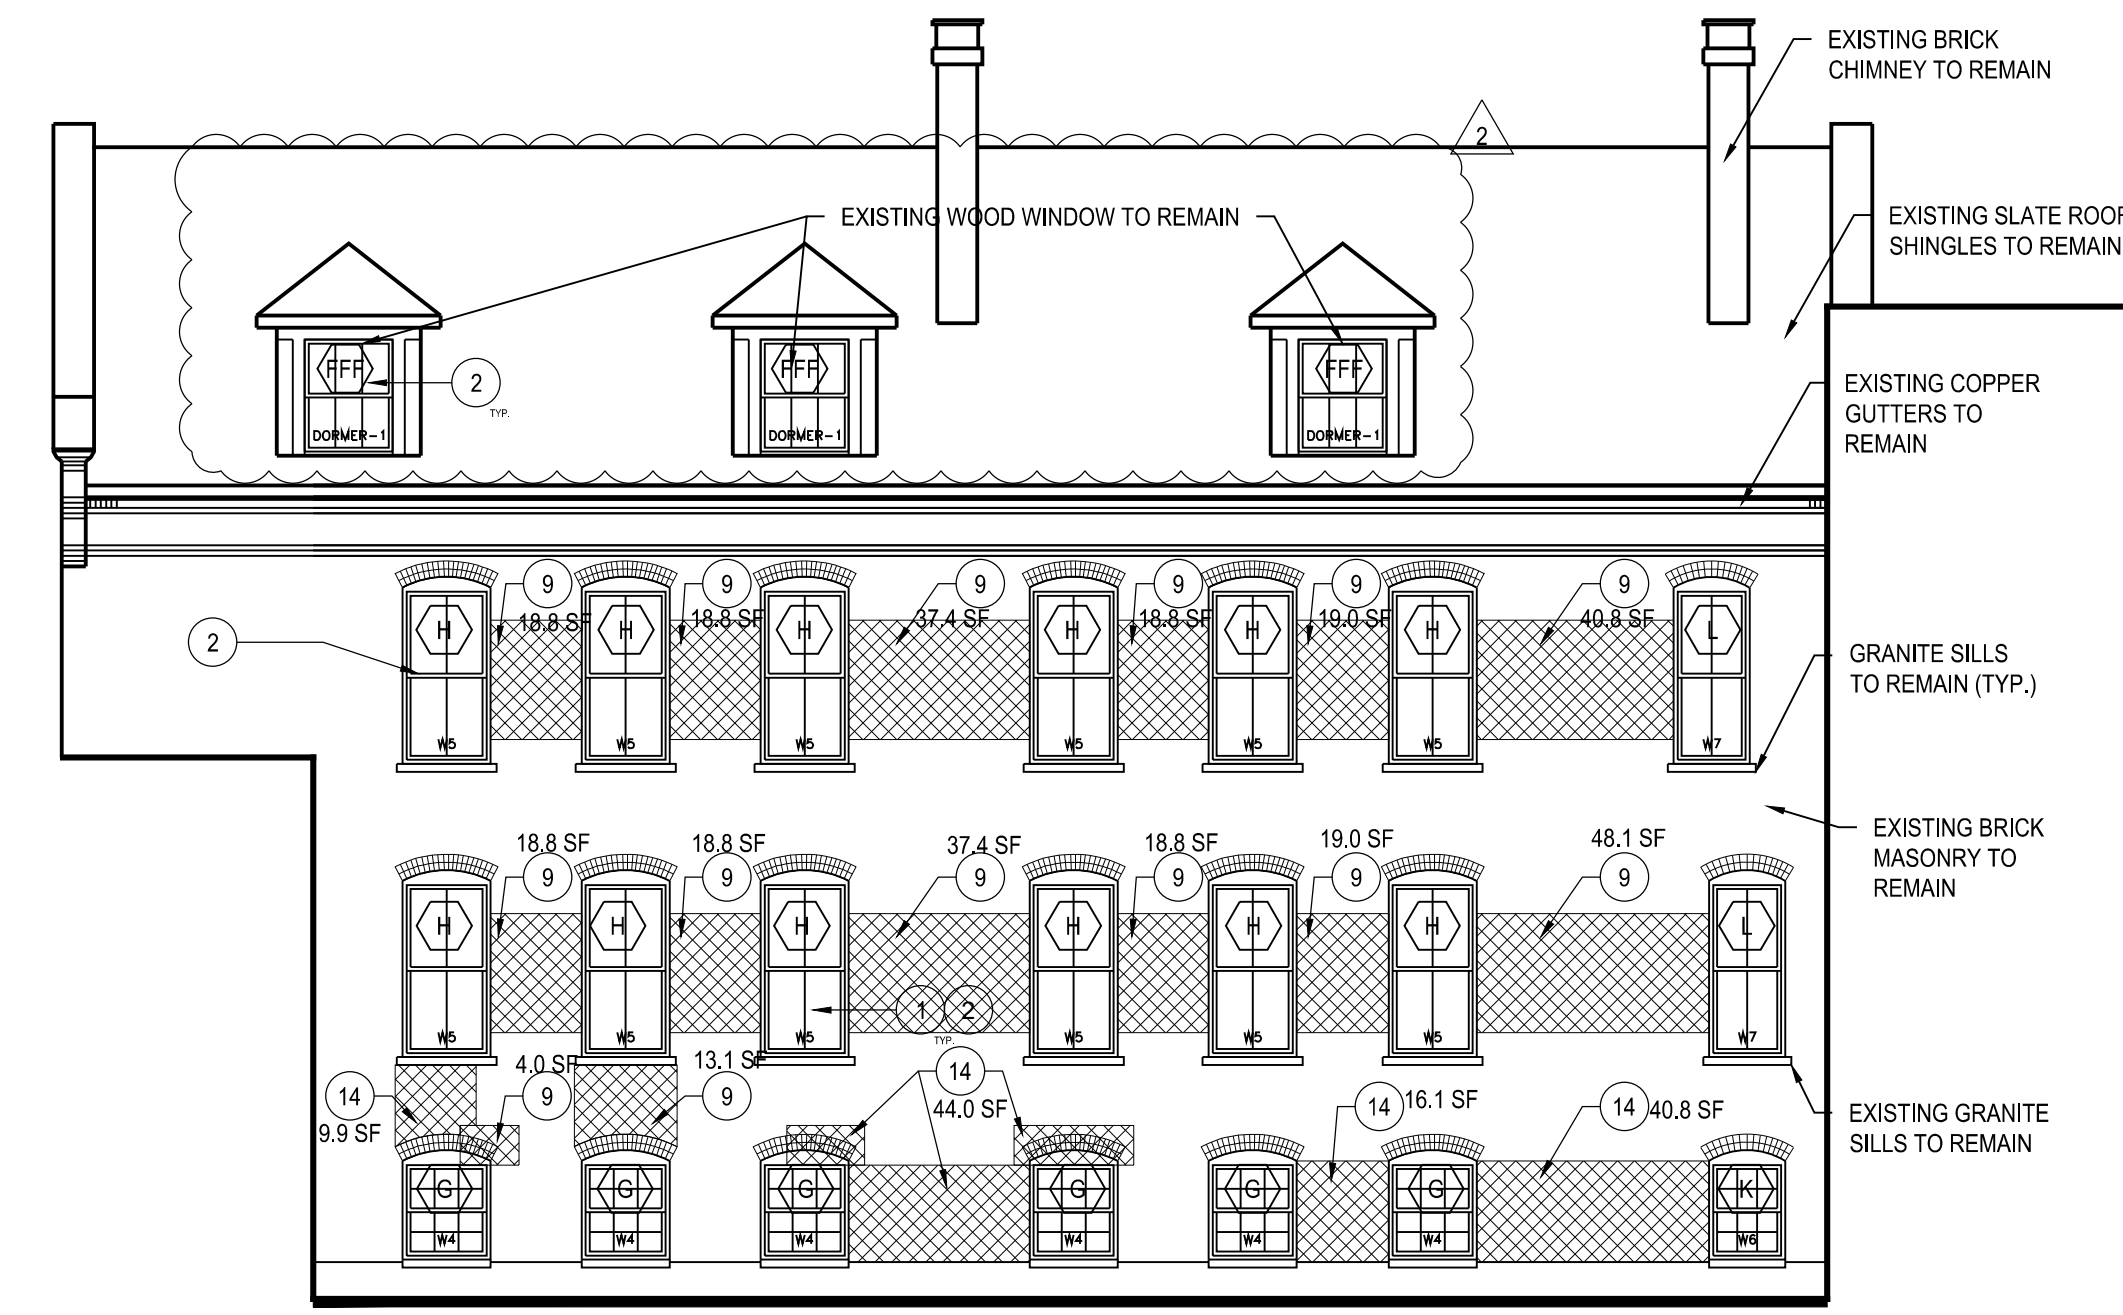 EXISTING BRICK
CHIMNEY TO REMAIN
2
EXISTING WOOD WINDOW TO REMAIN
EXISTING SLATE ROOF
SHINGLES TO REMAIN
FFF
FFF
FFF
2
TYP.
DORMER-1
DORMER-1
DORMER-1
EXISTING COPPER
GUTTERS TO
REMAIN
9
9
9
9
9
9
18.8 SF
18.8 SF
37.4 SF
18.8 SF
19.0 SF
40.8 SF
2
H
H
H
H
H
H
L
GRANITE SILLS
TO REMAIN (TYP.)
W5
W5
W5
W5
W5
W5
W7
EXISTING BRICK
MASONRY TO
REMAIN
18.8 SF
18.8 SF
37.4 SF
18.8 SF
19.0 SF
48.1 SF
9
9
9
9
9
9
H
H
H
H
H
H
L
1
2
TYP.
W5
W5
W5
W5
W5
W5
W7
4.0 SF
13.1 SF
14
9
9
14
14
14
9.9 SF
44.0 SF
16.1 SF
40.8 SF
EXISTING GRANITE
SILLS TO REMAIN
G
G
G
G
G
G
K
W4
W4
W4
W4
W4
W4
W6